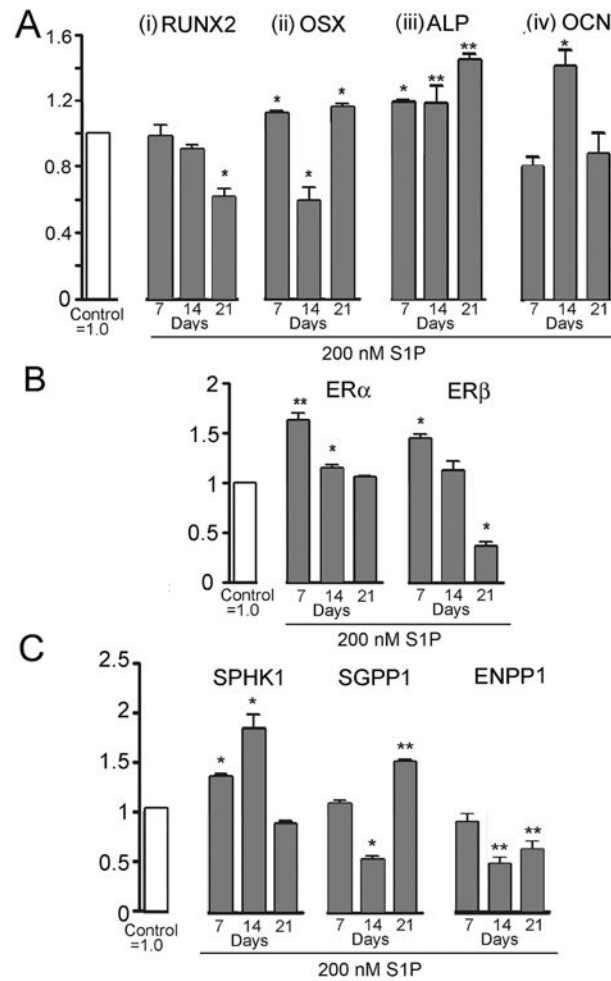 A
(i) RUNX2 (ii) OSX (iii) ALP (iv) OCN
1.6
1.2
0.8
0.4
0
* * * * ** ** *
Control
=1.0
7 14 21 7 14 21 7 14 21 7 14 21
Days Days Days Days
200 nM S1P
B
ERα ERβ
2
1.5
1
0.5
0
** * * *
Control
=1.0
7 14 21 7 14 21
Days Days
200 nM S1P
C
SPHK1 SGPP1 ENPP1
2.5
2
1.5
1
0.5
0
* * * ** ** **
Control
=1.0
7 14 21 7 14 21 7 14 21
Days Days Days
200 nM S1P